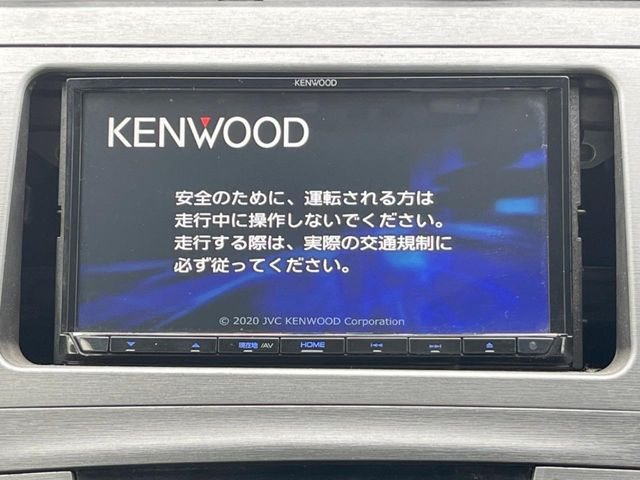 KENWOOD
KENWOOD
安全のために、運転される方は
走行中に操作しないでください。
走行する際は、実際の交通規制に
必ず従ってください。
© 2020 JVC KENWOOD Corporation
現在地/AV HOME